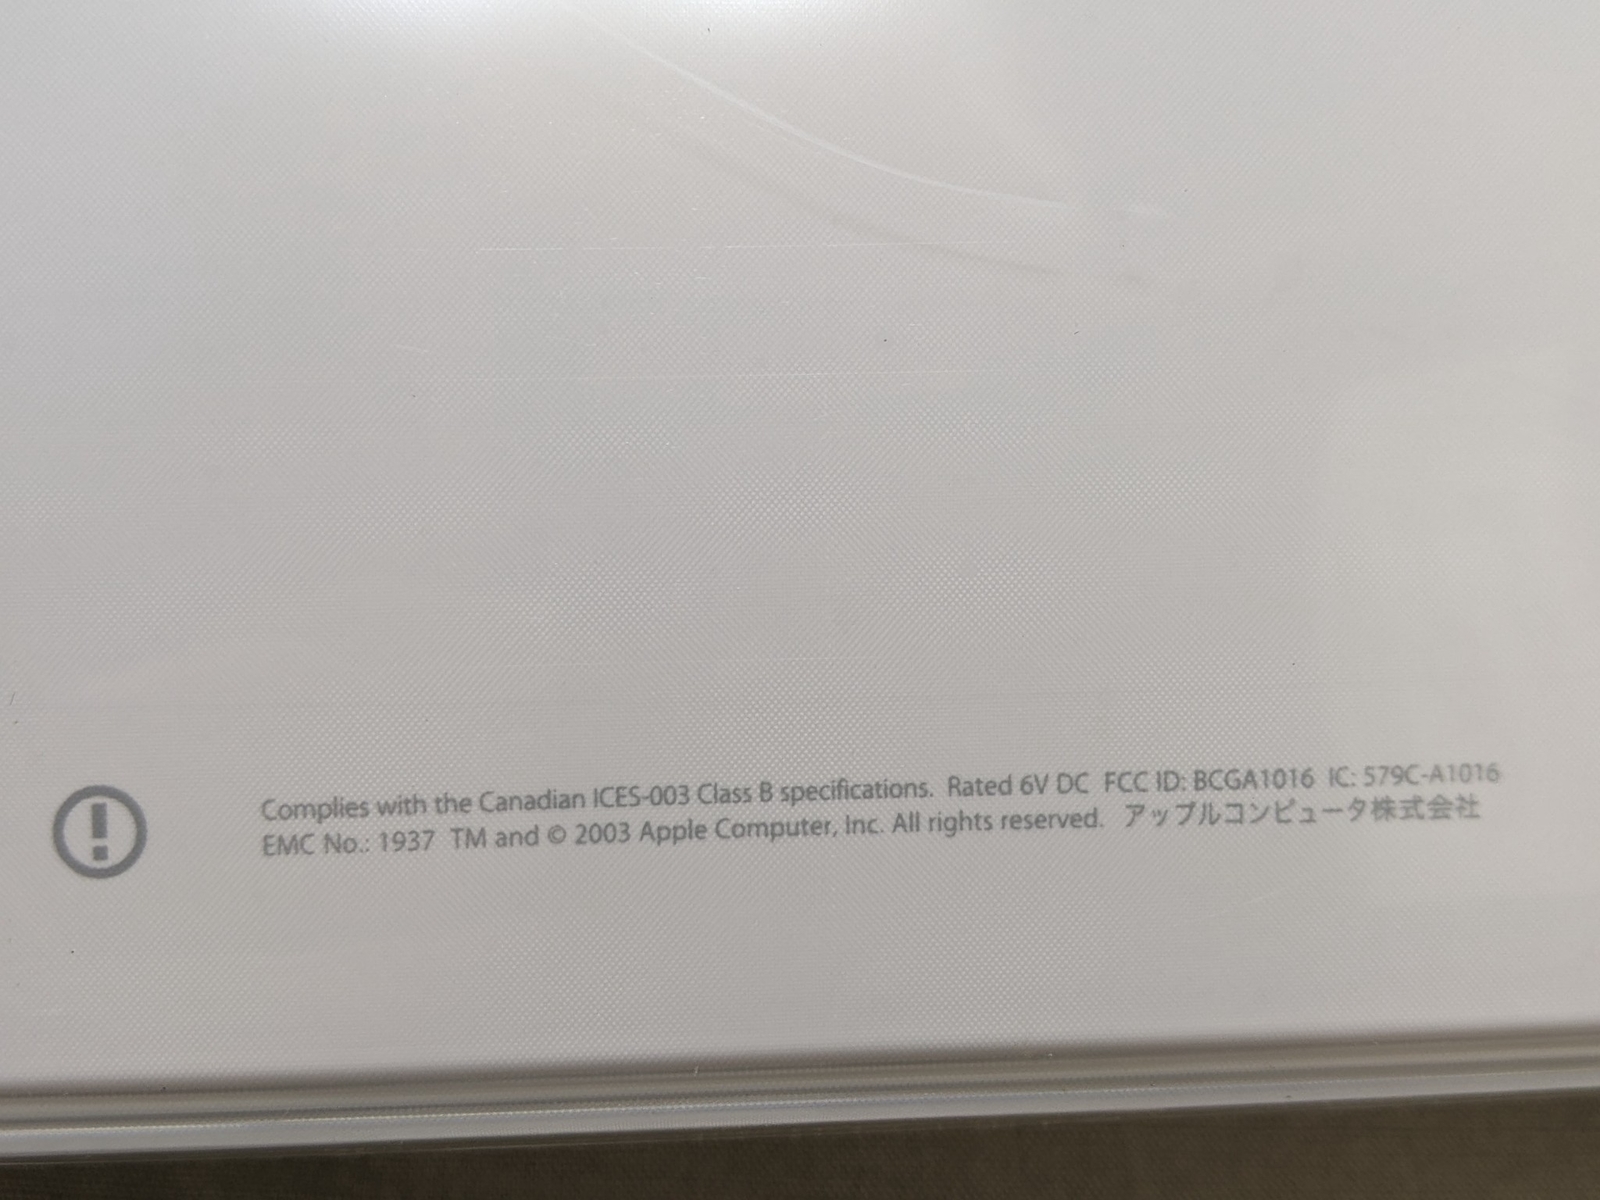 Complies with the Canadian ICES-003 Class B specifications. Rated 6V DC FCC ID: BCGA1016 IC: 579C-A1016
EMC No.: 1937 TM and © 2003 Apple Computer, Inc. All rights reserved. アップルコンピュータ株式会社